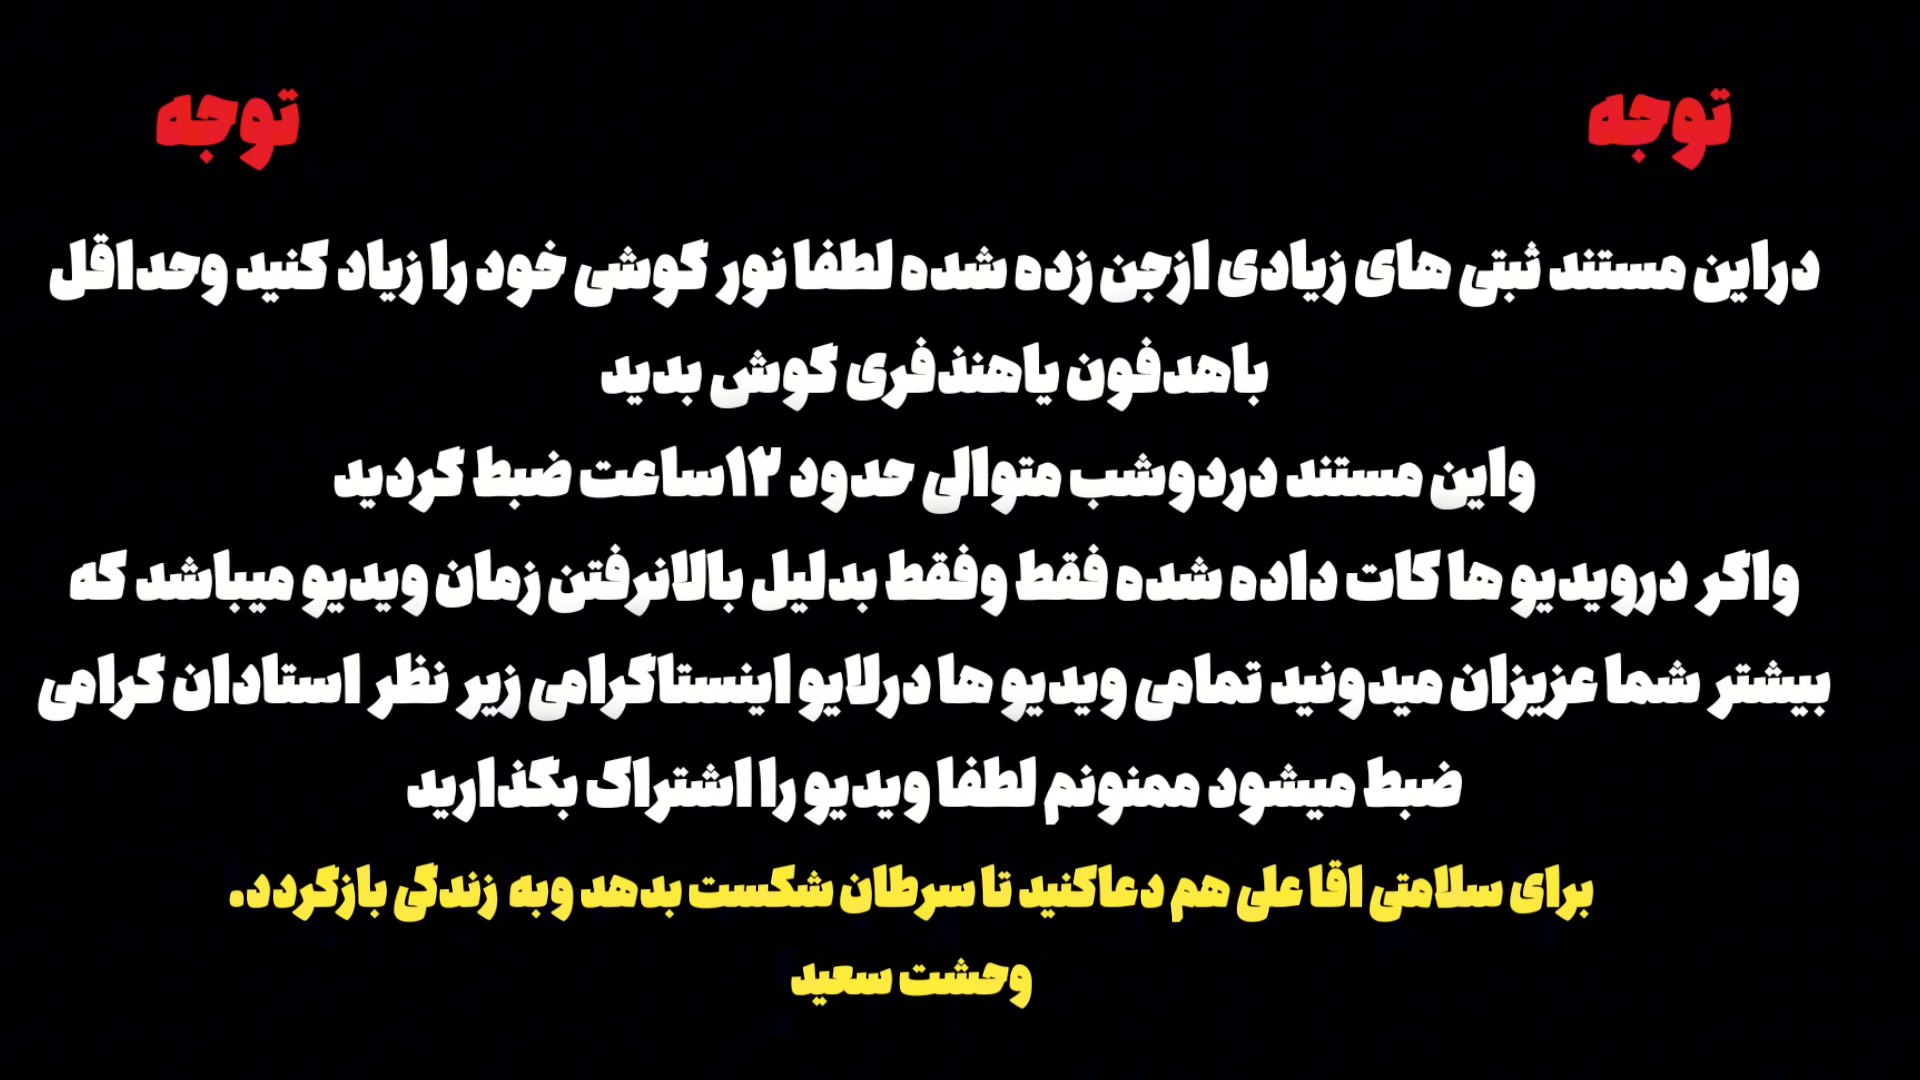 توجه توجه
دراین مستند ثبتی های زیادی ازجن زده شده لطفا نور گوشی خود را زیاد کنید وحداقل
باهدفون یاهنذفری گوش بدید
واین مستند دردوشب متوالی حدود ۱۲ساعت ضبط گردید
واگر درویدیو ها کات داده شده فقط وفقط بدلیل بالانرفتن زمان ویدیو میباشد که
بیشتر شما عزیزان میدونید تمامی ویدیو ها درلایو اینستاگرامی زیر نظر استادان گرامی
ضبط میشود ممنونم لطفا ویدیو را اشتراک بگذارید
برای سلامتی اقا علی هم دعاکنید تا سرطان شکست بدهد وبه زندگی بازگردد.
وحشت سعید